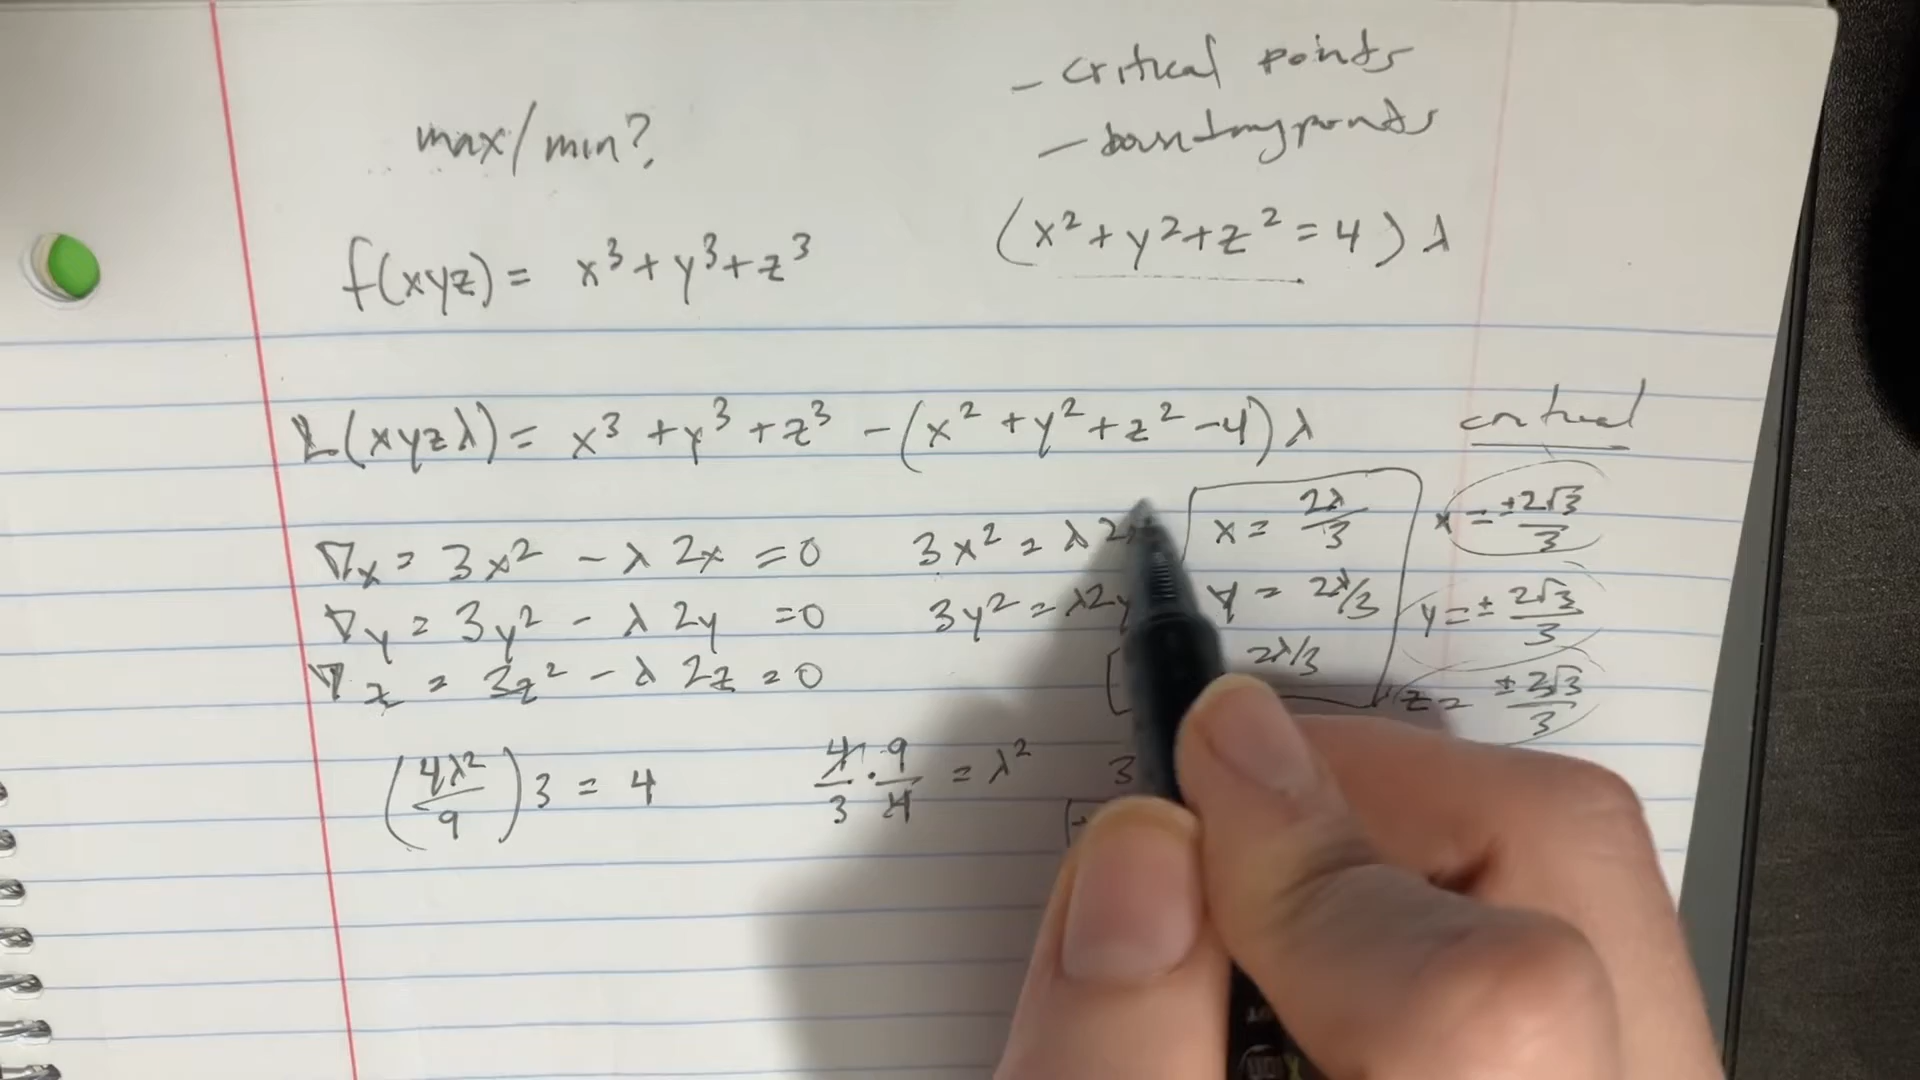 - critical points
max/min?
- boundary points
(x² + y² + z² = 4) λ
f(xyz) = x³ + y³ + z³
L(xyzλ) = x³ + y³ + z³ - (x² + y² + z² - 4) λ
critical
∇x = 3x² - λ 2x = 0
3x² = λ 2x
x = 2λ/3
x = ±2√3/3
∇y = 3y² - λ 2y = 0
3y² = λ2y
y = 2λ/3
y = ± 2√3/3
∇z = 3z² - λ 2z = 0
2λ/3
z = ±2√3/3
(4λ²/9) 3 = 4
4/3 · 9/4 = λ²
3